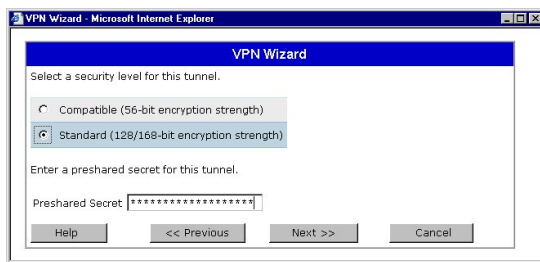 VPN Wizard - Microsoft Internet Explorer
VPN Wizard
Select a security level for this tunnel.
Compatible (56-bit encryption strength)
Standard (128/168-bit encryption strength)
Enter a preshared secret for this tunnel.
Preshared Secret *******************
Help << Previous Next >> Cancel